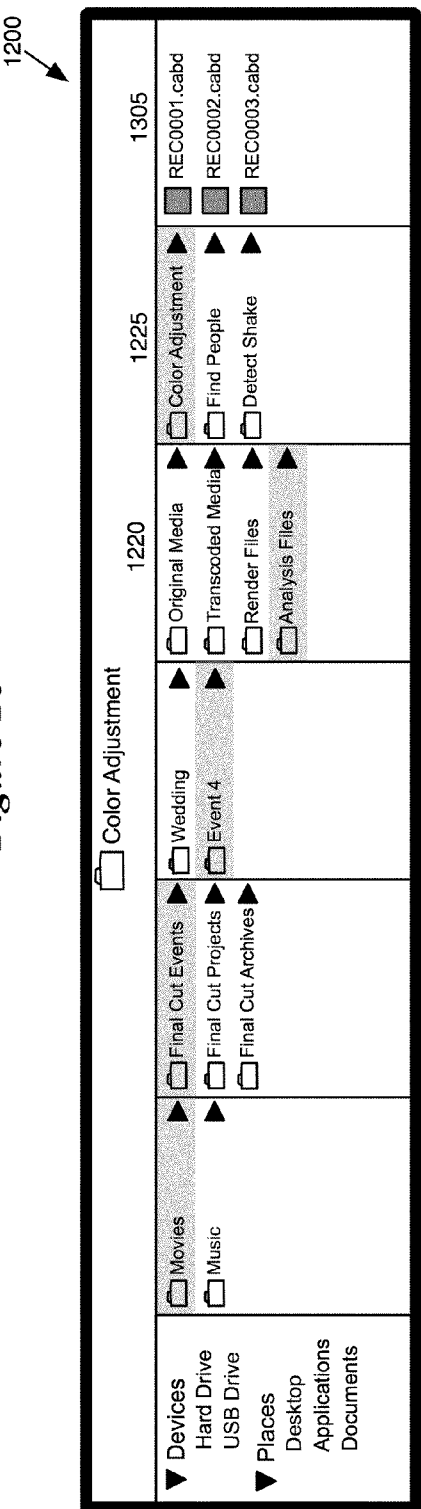 1200
Color Adjustment
1220
1225
1305
Devices
Hard Drive
USB Drive
Places
Desktop
Applications
Documents
Movies
Music
Final Cut Events
Final Cut Projects
Final Cut Archives
Wedding
Event 4
Original Media
Transcoded Media
Render Files
Analysis Files
Color Adjustment
Find People
Detect Shake
REC0001.cabd
REC0002.cabd
REC0003.cabd